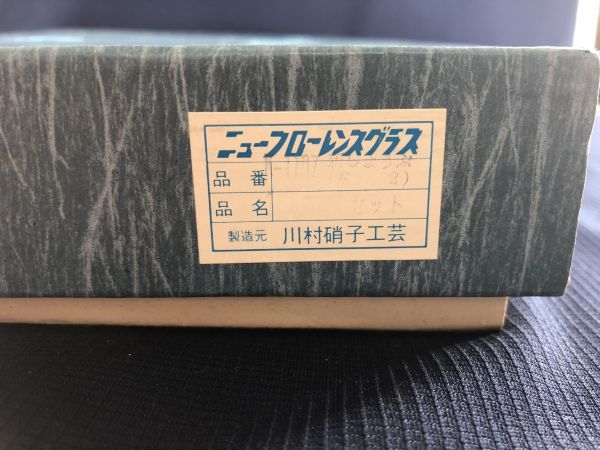 ニューフローレンスグラス
品番
品名 セット
製造元 川村硝子工芸